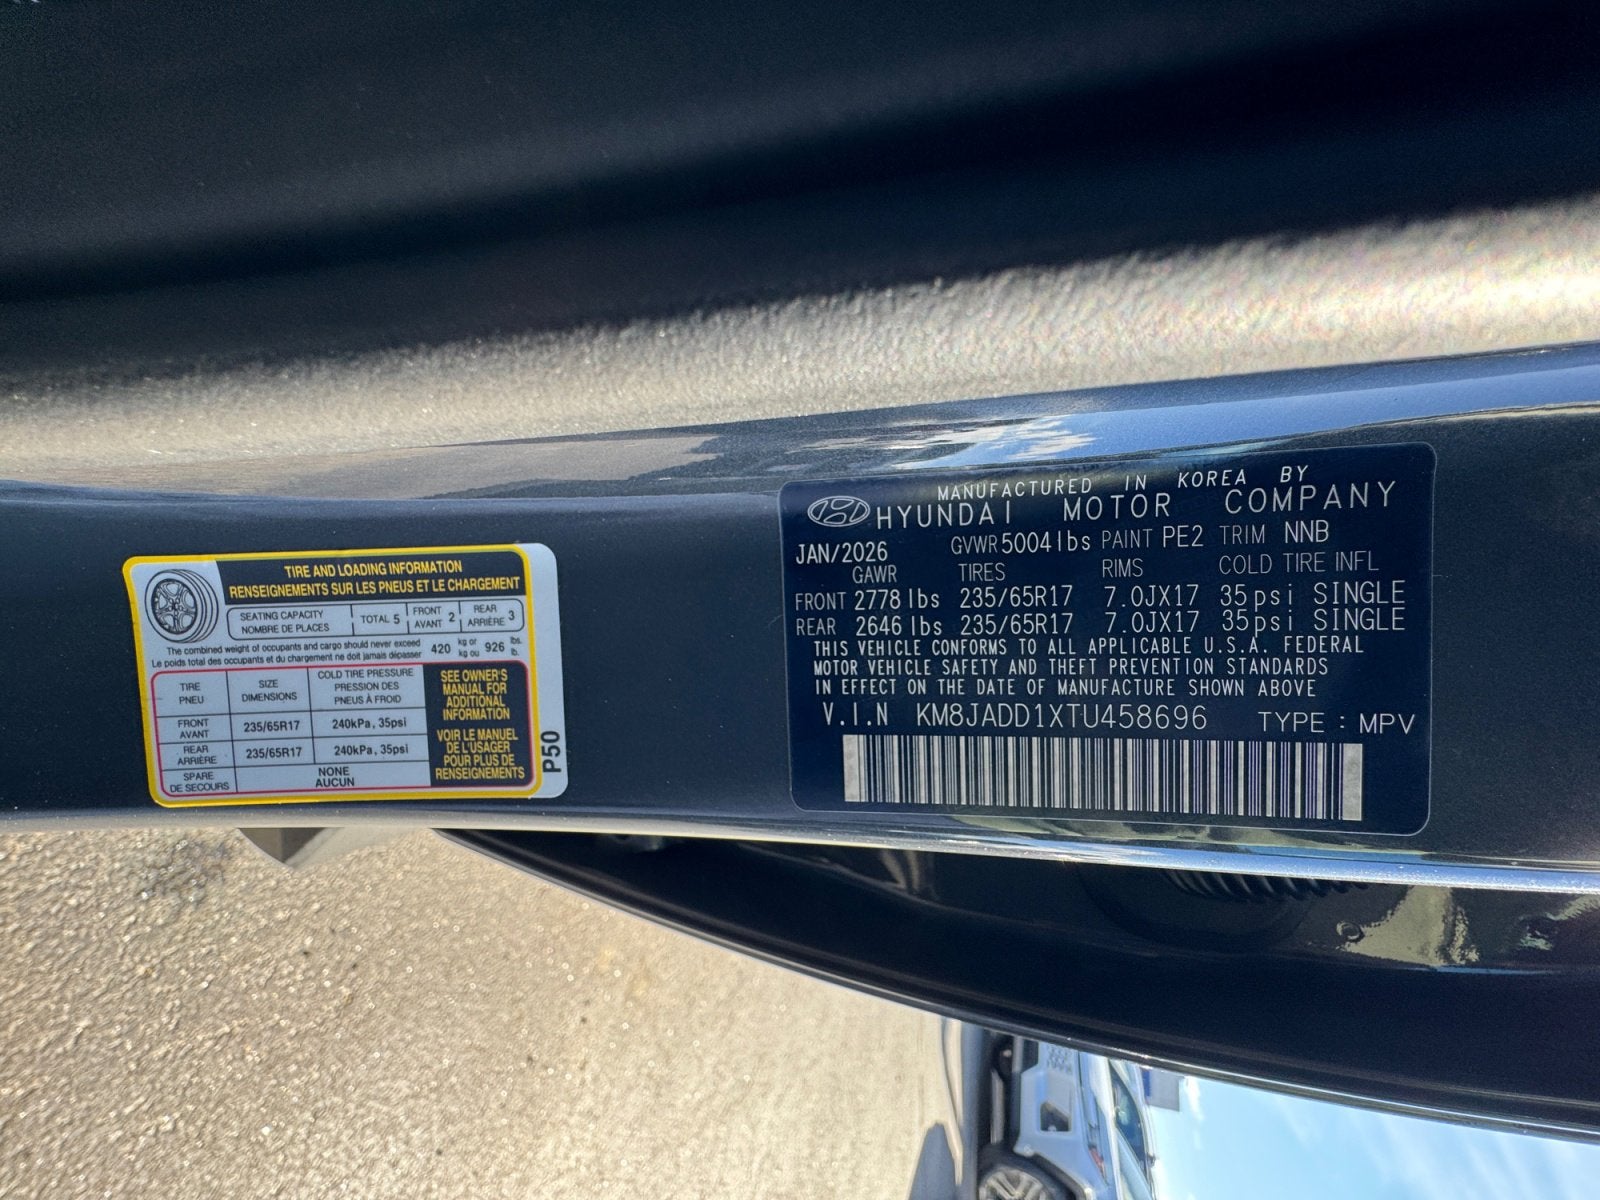 TIRE AND LOADING INFORMATION
RENSEIGNEMENTS SUR LES PNEUS ET LE CHARGEMENT
SEATING CAPACITY
NOMBRE DE PLACES
TOTAL 5
FRONT
AVANT 2
REAR
ARRIÈRE 3
The combined weight of occupants and cargo should never exceed
Le poids total des occupants et du chargement ne doit jamais dépasser
420 kg or
kg ou 926 lbs.
lb.
TIRE
PNEU
SIZE
DIMENSIONS
COLD TIRE PRESSURE
PRESSION DES
PNEUS À FROID
FRONT
AVANT
235/65R17
240kPa, 35psi
REAR
ARRIÈRE
235/65R17
240kPa, 35psi
SPARE
DE SECOURS
NONE
AUCUN
SEE OWNER'S
MANUAL FOR
ADDITIONAL
INFORMATION
VOIR LE MANUEL
DE L'USAGER
POUR PLUS DE
RENSEIGNEMENTS
P50
MANUFACTURED IN KOREA BY
HYUNDAI MOTOR COMPANY
JAN/2026 GVWR 5004lbs PAINT PE2 TRIM NNB
GAWR TIRES RIMS COLD TIRE INFL
FRONT 2778lbs 235/65R17 7.0JX17 35psi SINGLE
REAR 2646lbs 235/65R17 7.0JX17 35psi SINGLE
THIS VEHICLE CONFORMS TO ALL APPLICABLE U.S.A. FEDERAL
MOTOR VEHICLE SAFETY AND THEFT PREVENTION STANDARDS
IN EFFECT ON THE DATE OF MANUFACTURE SHOWN ABOVE
V.I.N KM8JADD1XTU458696 TYPE : MPV